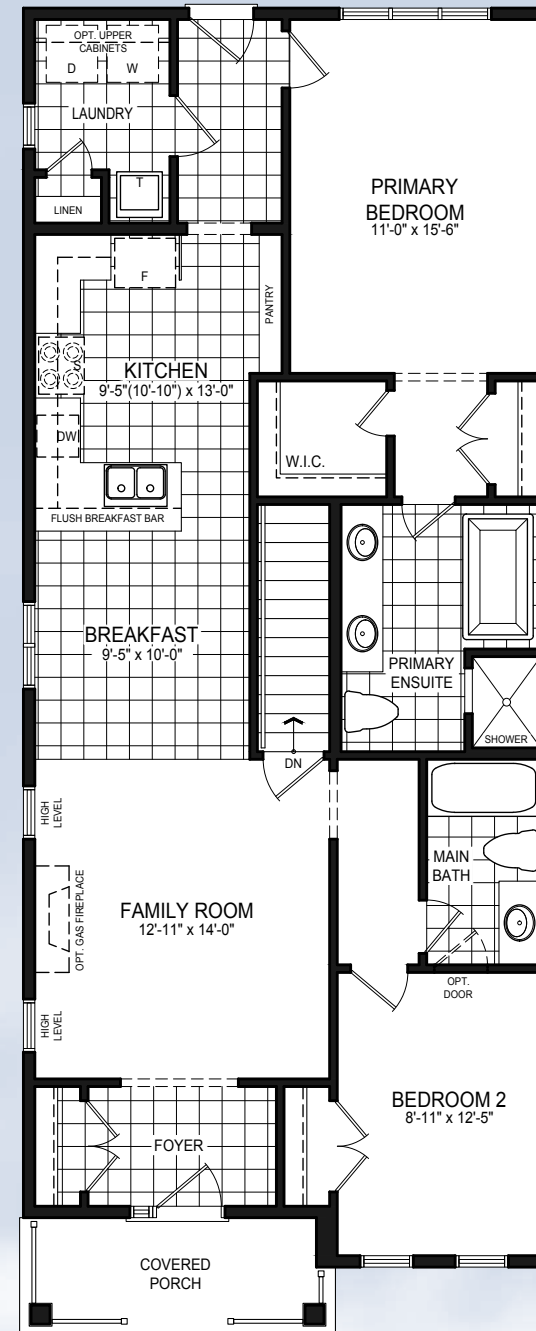 OPT. UPPER
CABINETS
D
W
LAUNDRY
T
LINEN
PRIMARY
BEDROOM
11'-0" x 15'-6"
F
PANTRY
KITCHEN
9'-5"(10'-10") x 13'-0"
S
DW
W.I.C.
FLUSH BREAKFAST BAR
BREAKFAST
9'-5" x 10'-0"
PRIMARY
ENSUITE
SHOWER
DN
HIGH
LEVEL
MAIN
BATH
OPT. GAS FIREPLACE
FAMILY ROOM
12'-11" x 14'-0"
OPT.
DOOR
HIGH
LEVEL
BEDROOM 2
8'-11" x 12'-5"
FOYER
COVERED
PORCH